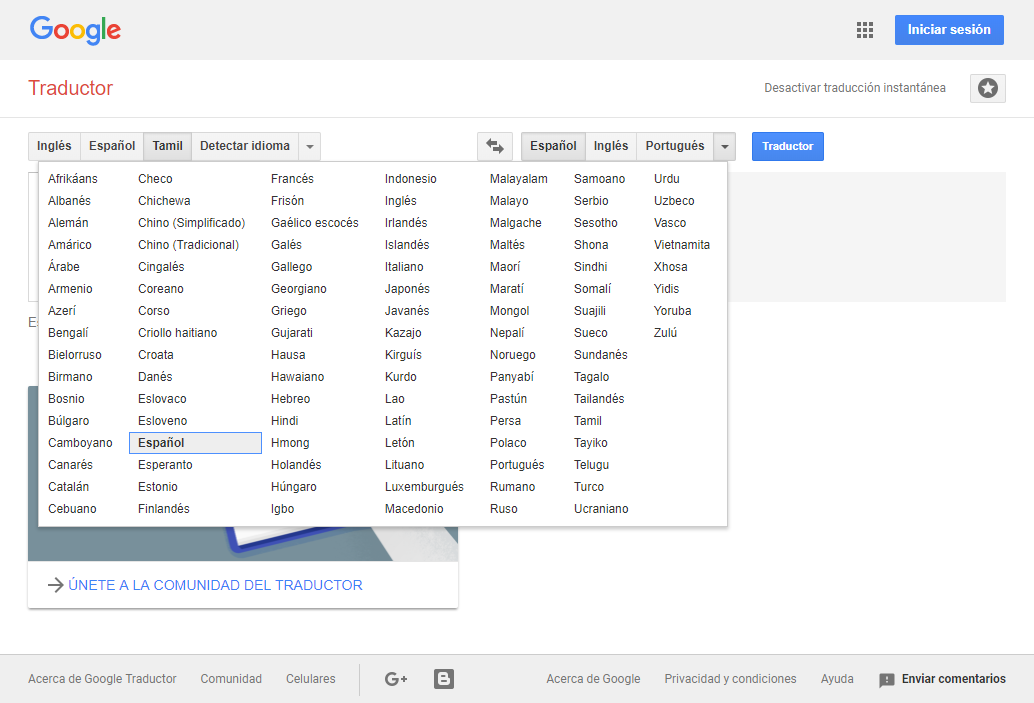 Google
Iniciar sesión
Traductor
Desactivar traducción instantánea
Inglés Español Tamil Detectar idioma
Español Inglés Portugués
Traductor
Afrikáans
Albanés
Alemán
Amárico
Árabe
Armenio
Azerí
Bengalí
Bielorruso
Birmano
Bosnio
Búlgaro
Camboyano
Canarés
Catalán
Cebuano
Checo
Chichewa
Chino (Simplificado)
Chino (Tradicional)
Cingalés
Coreano
Corso
Criollo haitiano
Croata
Danés
Eslovaco
Esloveno
Español
Esperanto
Estonio
Finlandés
Francés
Frisón
Gaélico escocés
Galés
Gallego
Georgiano
Griego
Gujarati
Hausa
Hawaiano
Hebreo
Hindi
Hmong
Holandés
Húngaro
Igbo
Indonesio
Inglés
Irlandés
Islandés
Italiano
Japonés
Javanés
Kazajo
Kirguís
Kurdo
Lao
Latín
Letón
Lituano
Luxemburgués
Macedonio
Malayalam
Malayo
Malgache
Maltés
Maorí
Maratí
Mongol
Nepalí
Noruego
Panyabí
Pastún
Persa
Polaco
Portugués
Rumano
Ruso
Samoano
Serbio
Sesotho
Shona
Sindhi
Somalí
Suajili
Sueco
Sundanés
Tagalo
Tailandés
Tamil
Tayiko
Telugu
Turco
Ucraniano
Urdu
Uzbeco
Vasco
Vietnamita
Xhosa
Yidis
Yoruba
Zulú
ÚNETE A LA COMUNIDAD DEL TRADUCTOR
Acerca de Google Traductor Comunidad Celulares G+ B Acerca de Google Privacidad y condiciones Ayuda Enviar comentarios